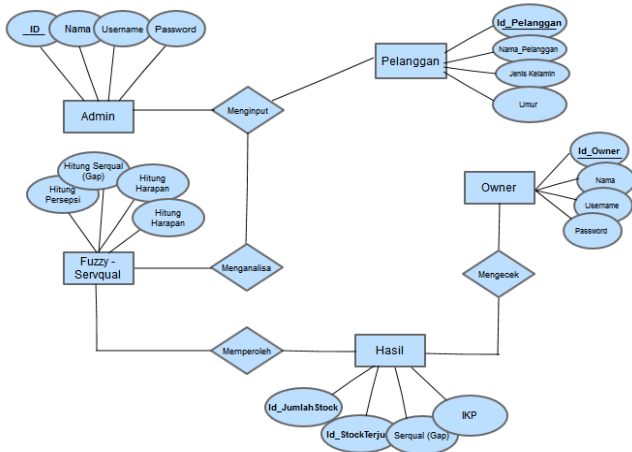 ID
Nama
Username
Password
Admin
Menginput
Pelanggan
Id_Pelanggan
Nama_Pelanggan
Jenis Kelamin
Umur
Hitung Serqual
(Gap)
Hitung
Persepsi
Hitung
Harapan
Hitung
Harapan
Fuzzy -
Servqual
Menganalisa
Owner
Id_Owner
Nama
Username
Password
Mengecek
Memperoleh
Hasil
Id_JumlahStock
Id_StockTerju
Serqual (Gap)
IKP